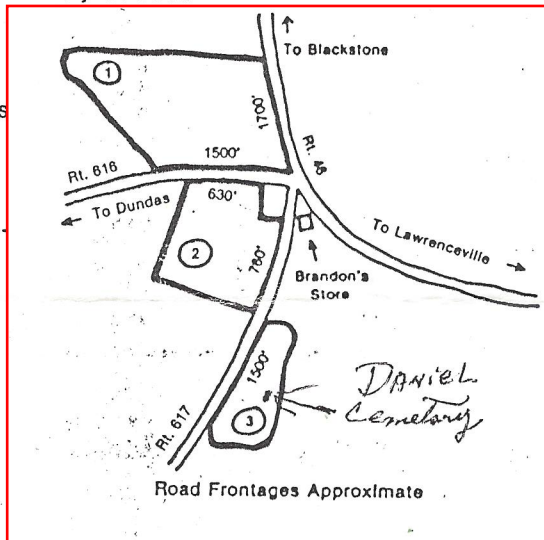 To Blackstone
1
1700'
Rt. 46
1500'
Rt. 616
630'
To Dundas
To Lawrenceville
2
760'
Brandon's
Store
1500'
DANIEL
Cemetary
3
Rt. 617
Road Frontages Approximate